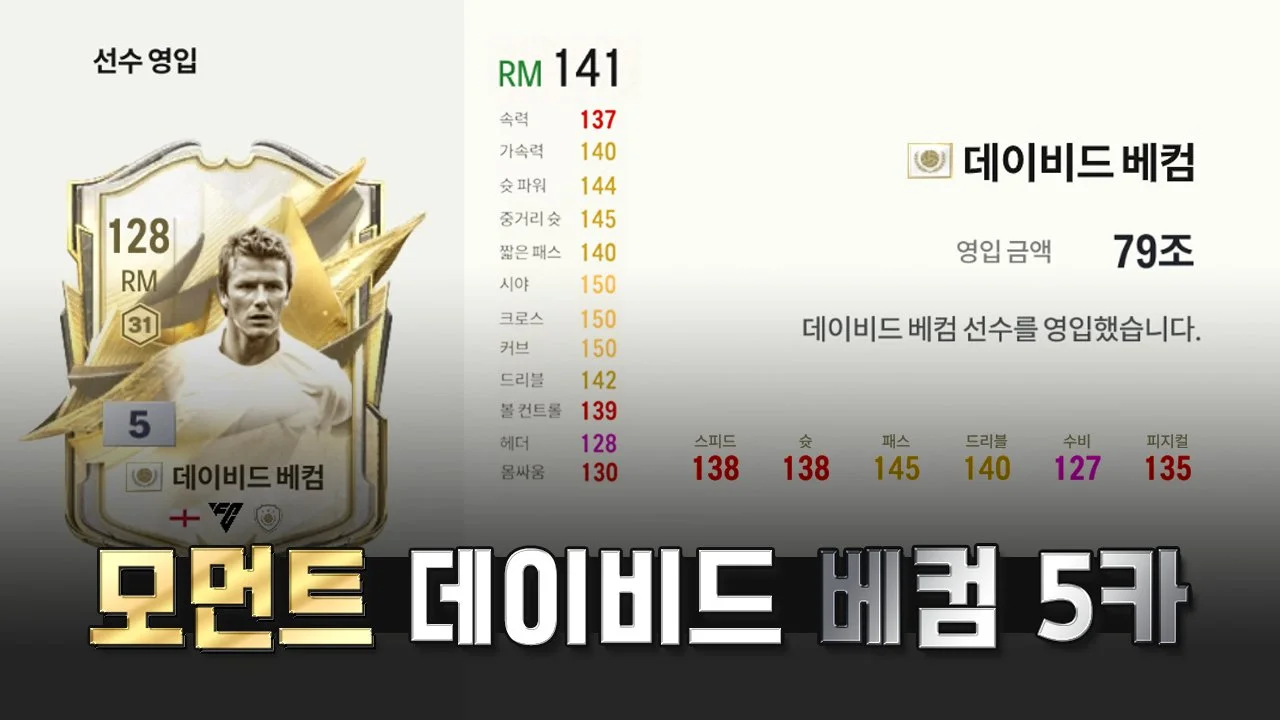 선수 영입
128
RM
31
5
데이비드 베컴
FC
RM 141
속력 137
가속력 140
슛 파워 144
중거리 슛 145
짧은 패스 140
시야 150
크로스 150
커브 150
드리블 142
볼 컨트롤 139
헤더 128
몸싸움 130
데이비드 베컴
영입 금액 79조
데이비드 베컴 선수를 영입했습니다.
스피드 슛 패스 드리블 수비 피지컬
138 138 145 140 127 135
모먼트 데이비드 베컴 5카